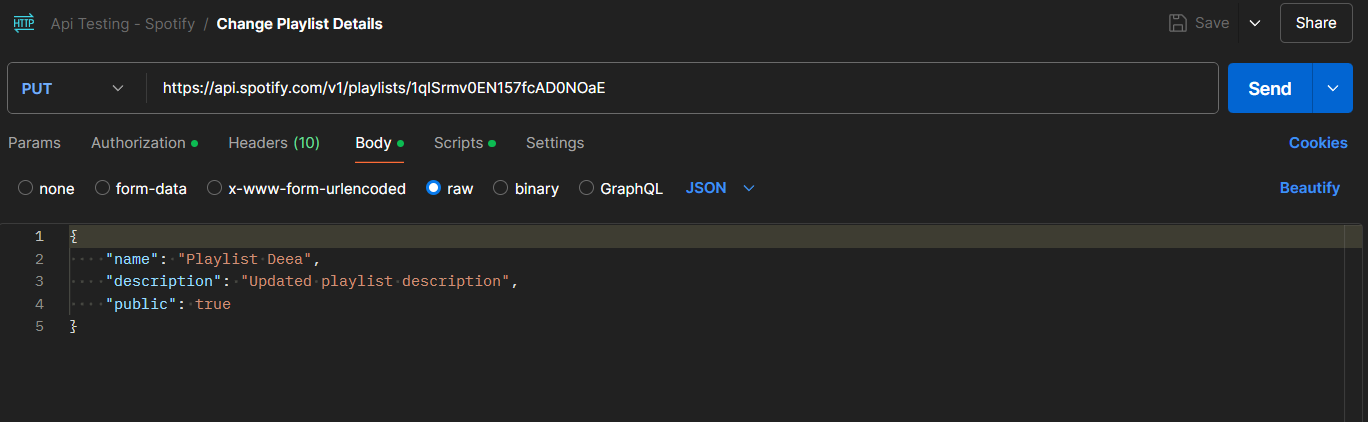 HTTP Api Testing - Spotify / Change Playlist Details Save Share
PUT https://api.spotify.com/v1/playlists/1qlSrmv0EN157fcAD0NOaE Send
Params Authorization Headers (10) Body Scripts Settings Cookies
none form-data x-www-form-urlencoded raw binary GraphQL JSON Beautify
1 {
2 "name": "Playlist Deea",
3 "description": "Updated playlist description",
4 "public": true
5 }